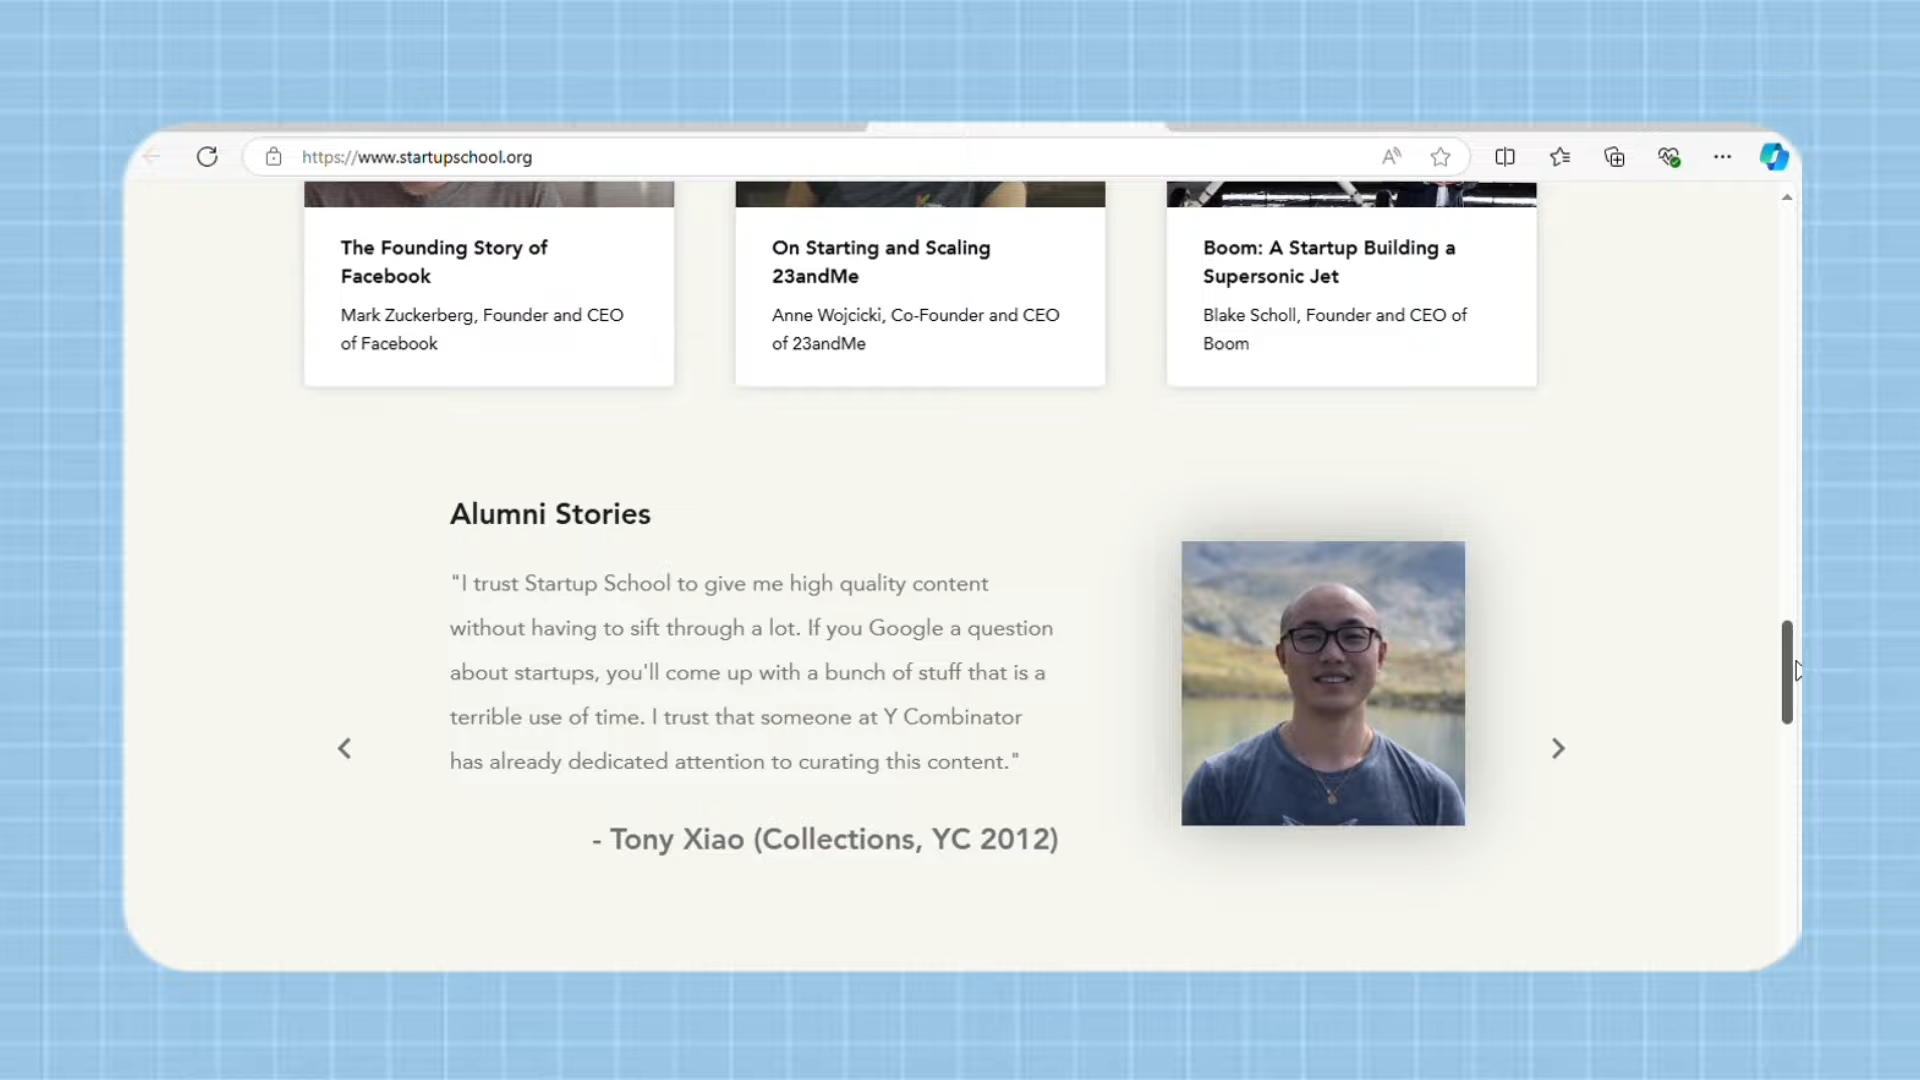 https://www.startupschool.org
The Founding Story of
Facebook
Mark Zuckerberg, Founder and CEO
of Facebook
On Starting and Scaling
23andMe
Anne Wojcicki, Co-Founder and CEO
of 23andMe
Boom: A Startup Building a
Supersonic Jet
Blake Scholl, Founder and CEO of
Boom
Alumni Stories
"I trust Startup School to give me high quality content
without having to sift through a lot. If you Google a question
about startups, you'll come up with a bunch of stuff that is a
terrible use of time. I trust that someone at Y Combinator
has already dedicated attention to curating this content."
- Tony Xiao (Collections, YC 2012)